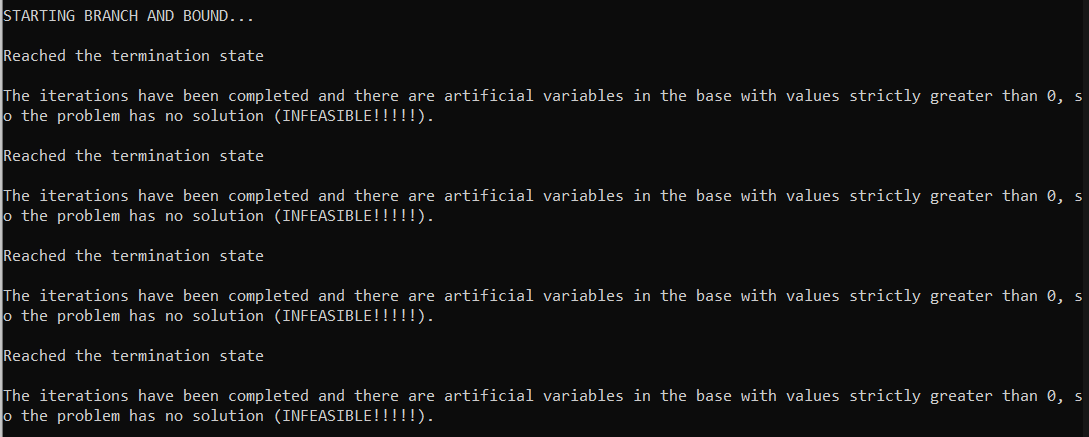 STARTING BRANCH AND BOUND...
Reached the termination state
The iterations have been completed and there are artificial variables in the base with values strictly greater than 0, s
o the problem has no solution (INFEASIBLE!!!!!).
Reached the termination state
The iterations have been completed and there are artificial variables in the base with values strictly greater than 0, s
o the problem has no solution (INFEASIBLE!!!!!).
Reached the termination state
The iterations have been completed and there are artificial variables in the base with values strictly greater than 0, s
o the problem has no solution (INFEASIBLE!!!!!).
Reached the termination state
The iterations have been completed and there are artificial variables in the base with values strictly greater than 0, s
o the problem has no solution (INFEASIBLE!!!!!).